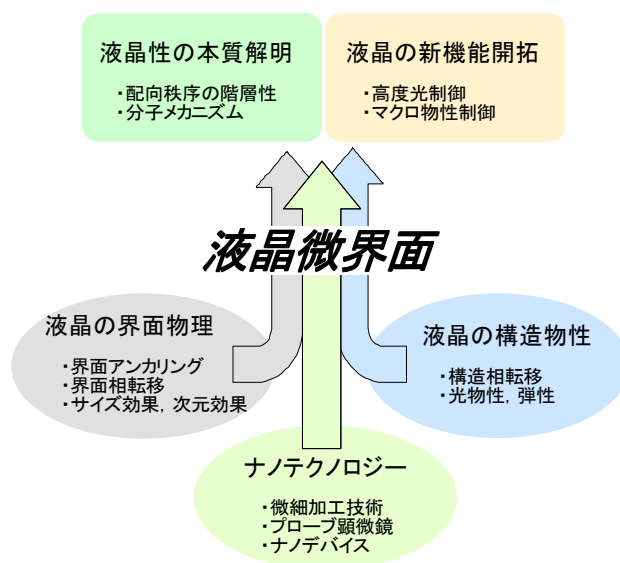 液晶性の本質解明
・配向秩序の階層性
・分子メカニズム
液晶の新機能開拓
・高度光制御
・マクロ物性制御
液晶微界面
液晶の界面物理
・界面アンカリング
・界面相転移
・サイズ効果, 次元効果
液晶の構造物性
・構造相転移
・光物性, 弾性
ナノテクノロジー
・微細加工技術
・プローブ顕微鏡
・ナノデバイス